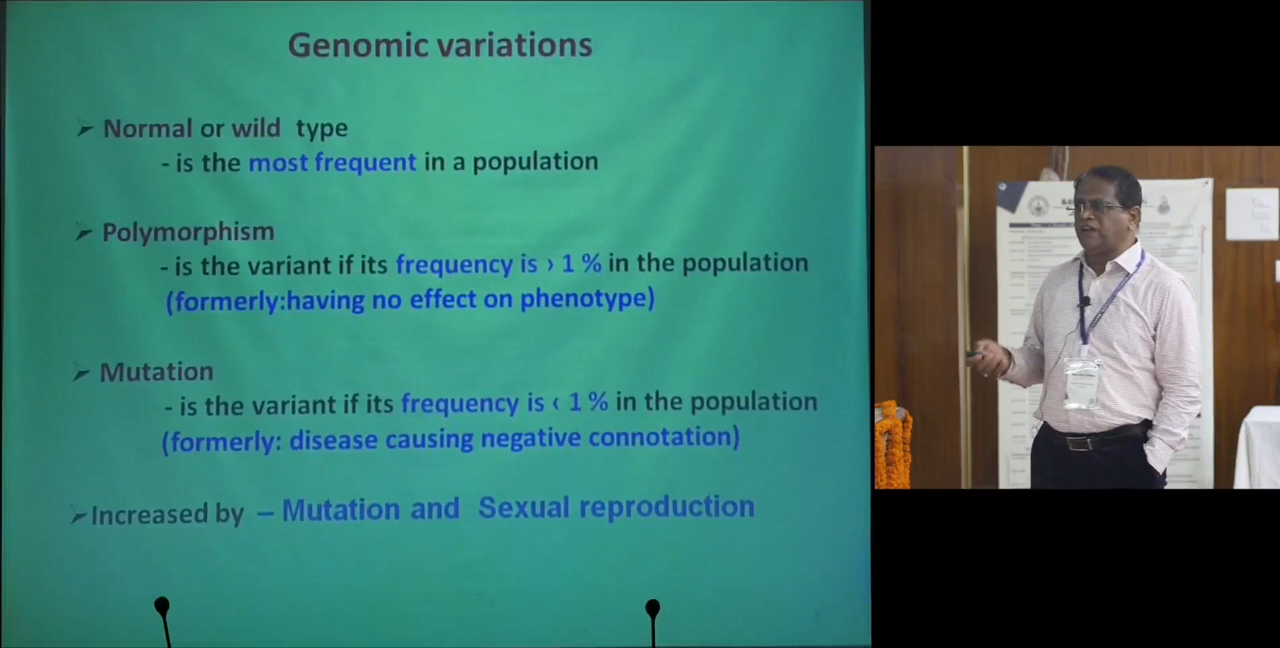 Genomic variations
➢ Normal or wild type
- is the most frequent in a population
➢ Polymorphism
- is the variant if its frequency is › 1 % in the population
(formerly:having no effect on phenotype)
➢ Mutation
- is the variant if its frequency is ‹ 1 % in the population
(formerly: disease causing negative connotation)
➢Increased by – Mutation and Sexual reproduction